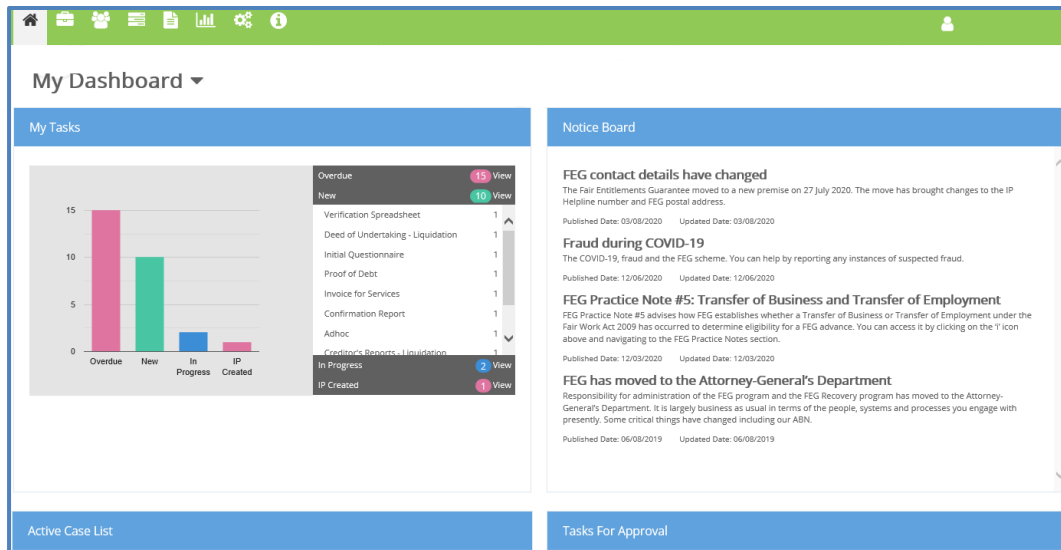 My Dashboard
My Tasks
15
10
5
0
Overdue
New
In
Progress
IP
Created
Overdue 15 View
New 10 View
Verification Spreadsheet 1
Deed of Undertaking - Liquidation 1
Initial Questionnaire 1
Proof of Debt 1
Invoice for Services 1
Confirmation Report 1
Adhoc 1
Creditor's Reports - Liquidation 1
In Progress 2 View
IP Created 1 View
Notice Board
FEG contact details have changed
The Fair Entitlements Guarantee moved to a new premise on 27 July 2020. The move has brought changes to the IP
Helpline number and FEG postal address.
Published Date: 03/08/2020 Updated Date: 03/08/2020
Fraud during COVID-19
The COVID-19, fraud and the FEG scheme. You can help by reporting any instances of suspected fraud.
Published Date: 12/06/2020 Updated Date: 12/06/2020
FEG Practice Note #5: Transfer of Business and Transfer of Employment
FEG Practice Note #5 advises how FEG establishes whether a Transfer of Business or Transfer of Employment under the
Fair Work Act 2009 has occurred to determine eligibility for a FEG advance. You can access it by clicking on the 'i' icon
above and navigating to the FEG Practice Notes section.
Published Date: 12/03/2020 Updated Date: 12/03/2020
FEG has moved to the Attorney-General's Department
Responsibility for administration of the FEG program and the FEG Recovery program has moved to the Attorney-
General's Department. It is largely business as usual in terms of the people, systems and processes you engage with
presently. Some critical things have changed including our ABN.
Published Date: 06/08/2019 Updated Date: 06/08/2019
Active Case List
Tasks For Approval